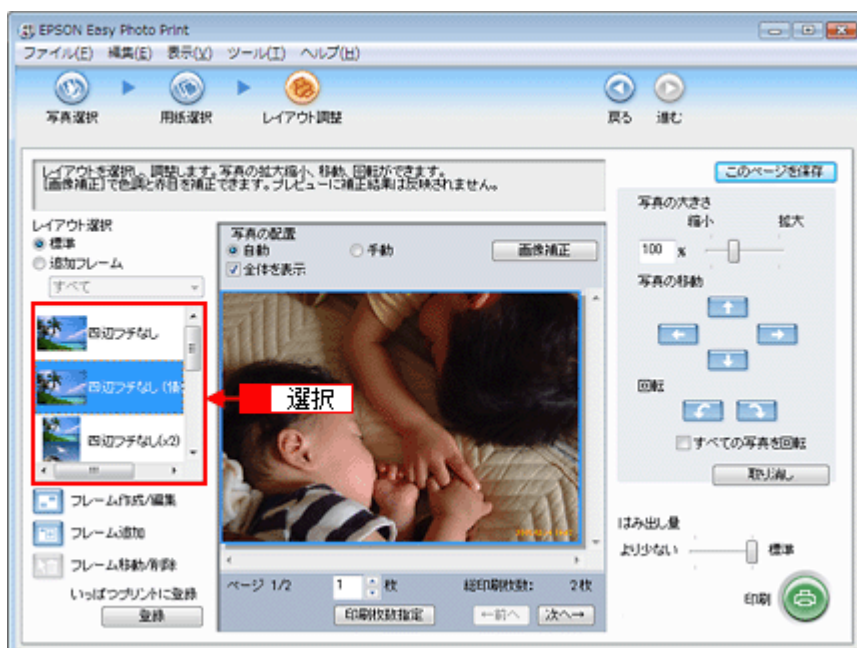 EPSON Easy Photo Print
ファイル(F) 編集(E) 表示(V) ツール(T) ヘルプ(H)
写真選択 用紙選択 レイアウト調整 戻る 進む
レイアウトを選択し、調整します。写真の拡大縮小、移動、回転ができます。
[画像補正]で色調と赤目を補正できます。プレビューに補正結果は反映されません。
このページを保存
レイアウト選択
標準
追加フレーム
すべて
四辺フチなし
四辺フチなし
四辺フチなし(x2)
選択
フレーム作成/編集
フレーム追加
フレーム移動/削除
いっぱつプリントに登録
登録
写真の配置
自動 手動 画像補正
全体を表示
ページ 1/2 1 枚 総印刷枚数: 2枚
印刷枚数指定 ←前へ 次へ→
写真の大きさ
縮小 拡大
100 %
写真の移動
回転
すべての写真を回転
取り消し
はみ出し量
より少ない 標準
印刷